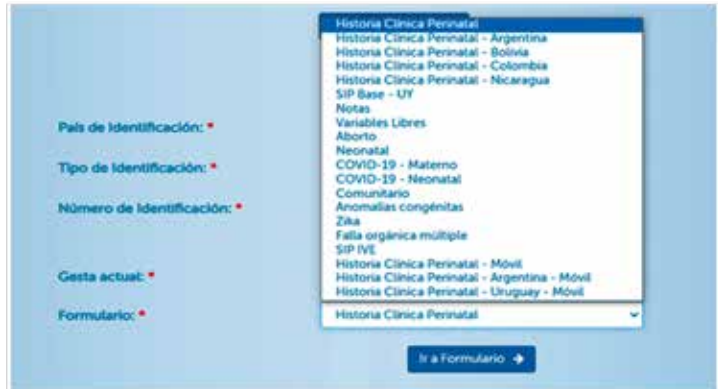 Historia Clínica Perinatal
Historia Clínica Perinatal - Argentina
Historia Clínica Perinatal - Bolivia
Historia Clínica Perinatal - Colombia
Historia Clínica Perinatal - Nicaragua
SIP Base - UY
Notas
Variables Libres
Aborto
Neonatal
COVID-19 - Materno
COVID-19 - Neonatal
Comunitario
Anomalías congénitas
Zika
Falla orgánica múltiple
SIP IVE
Historia Clínica Perinatal - Móvil
Historia Clínica Perinatal - Argentina - Móvil
Historia Clínica Perinatal - Uruguay - Móvil
País de Identificación: *
Tipo de Identificación: *
Número de Identificación: *
Gesta actual: *
Formulario: *
Historia Clínica Perinatal
Ir a Formulario →